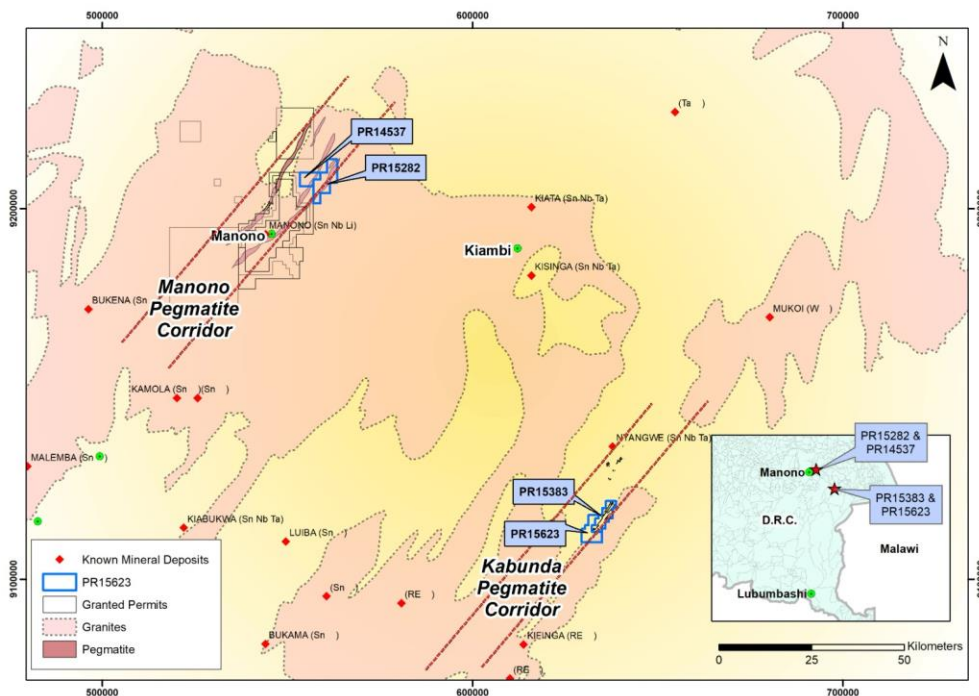 500000
600000
700000
N
(Ta )
PR14537
PR15282
9200000
KIATA (Sn Nb Ta)
MANONO (Sn Nb Li)
Manono
Kiambi
KISINGA (Sn Nb Ta)
Manono
Pegmatite
Corridor
BUKENA (Sn
MUKOI (W )
KAMOLA (Sn )(Sn )
NYANGWE (Sn Nb Ta)
MALEMBA (Sn )
PR15383
PR15623
KIABUKWA (Sn Nb Ta)
LUIBA (Sn )
Kabunda
Pegmatite
Corridor
9100000
(Sn )
(RE )
BUKAMA (Sn )
KIEINGA (RE )
(RE )
Known Mineral Deposits
PR15623
Granted Permits
Granites
Pegmatite
PR15282 &
PR14537
Manono
PR15383 &
PR15623
D.R.C.
Malawi
Lubumbashi
Kilometers
0 25 50
500000
600000
700000